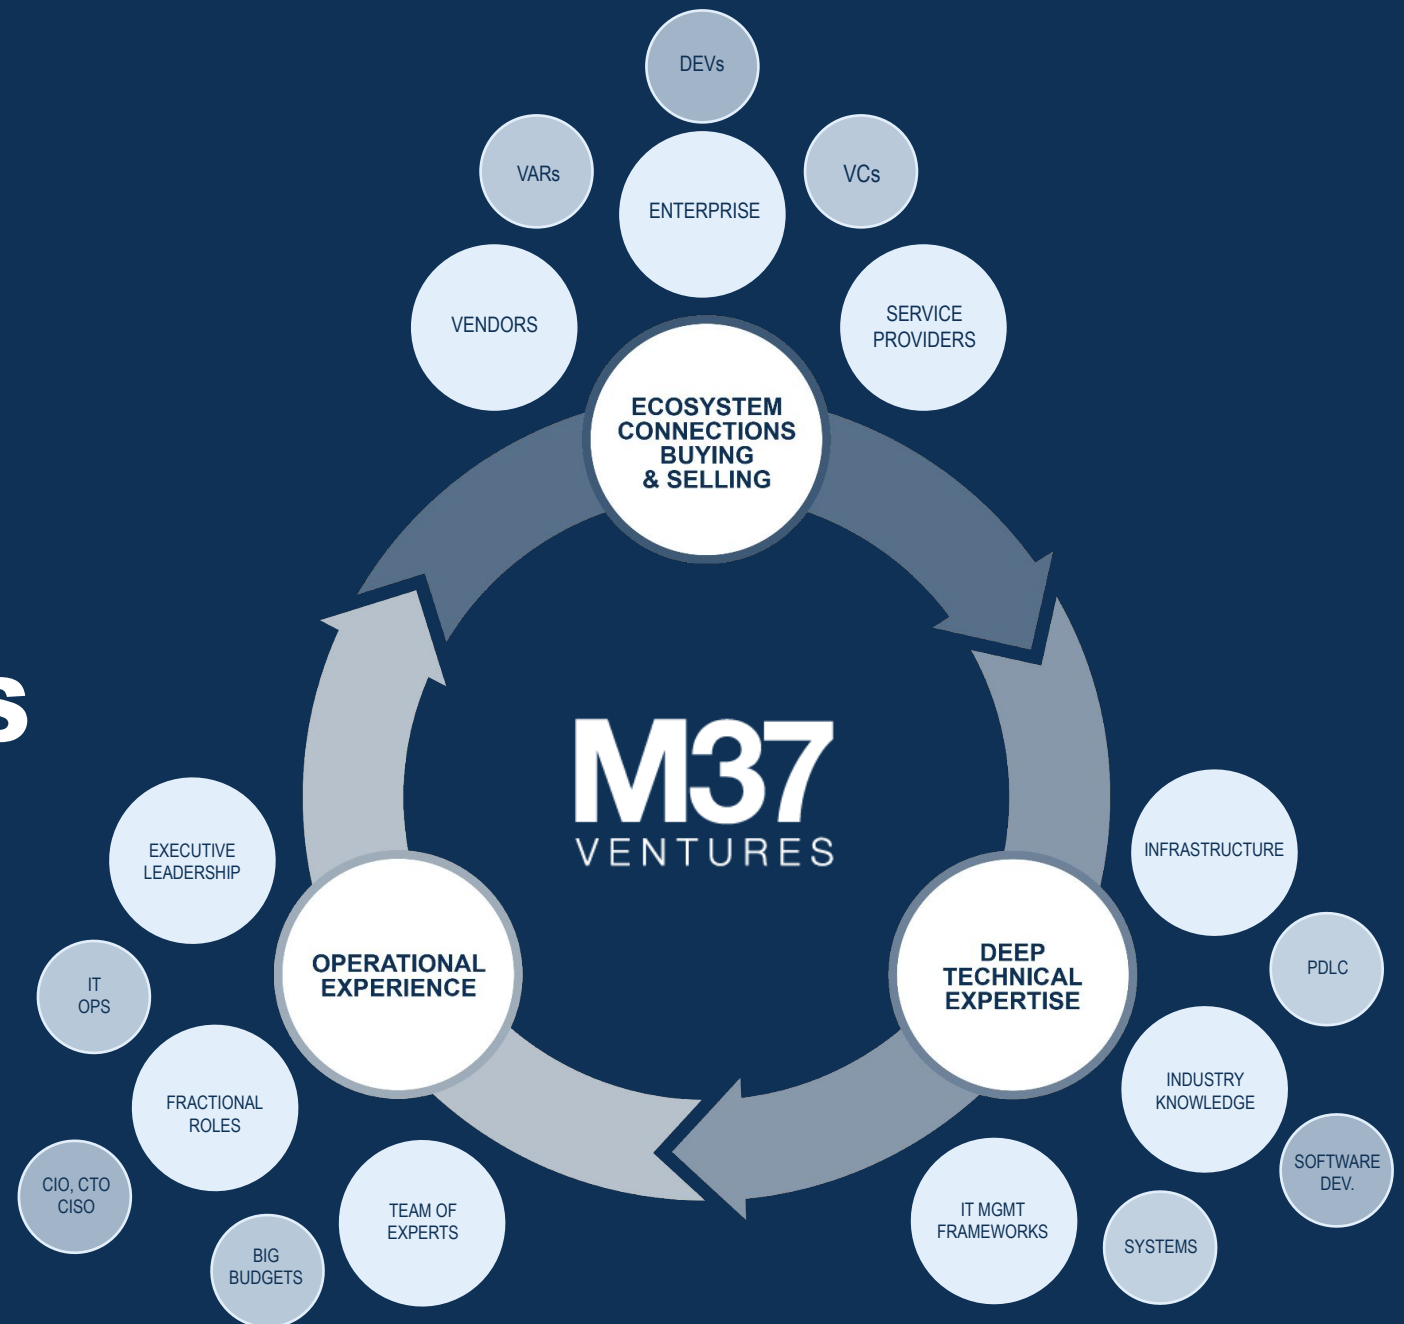 DEVs
VARs
VCs
ENTERPRISE
VENDORS
SERVICE
PROVIDERS
ECOSYSTEM
CONNECTIONS
BUYING
& SELLING
s
M37
VENTURES
EXECUTIVE
LEADERSHIP
INFRASTRUCTURE
OPERATIONAL
EXPERIENCE
DEEP
TECHNICAL
EXPERTISE
IT
OPS
PDLC
FRACTIONAL
ROLES
INDUSTRY
KNOWLEDGE
CIO, CTO
CISO
SOFTWARE
DEV.
TEAM OF
EXPERTS
IT MGMT
FRAMEWORKS
BIG
BUDGETS
SYSTEMS